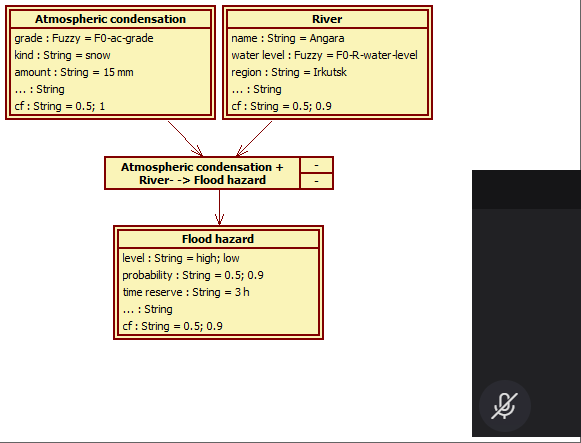 Atmospheric condensation
grade : Fuzzy = F0-ac-grade
kind : String = snow
amount : String = 15 mm
... : String
cf : String = 0.5; 1
River
name : String = Angara
water level : Fuzzy = F0-R-water-level
region : String = Irkutsk
... : String
cf : String = 0.5; 0.9
Atmospheric condensation +
River- -> Flood hazard
-
-
Flood hazard
level : String = high; low
probability : String = 0.5; 0.9
time reserve : String = 3 h
... : String
cf : String = 0.5; 0.9